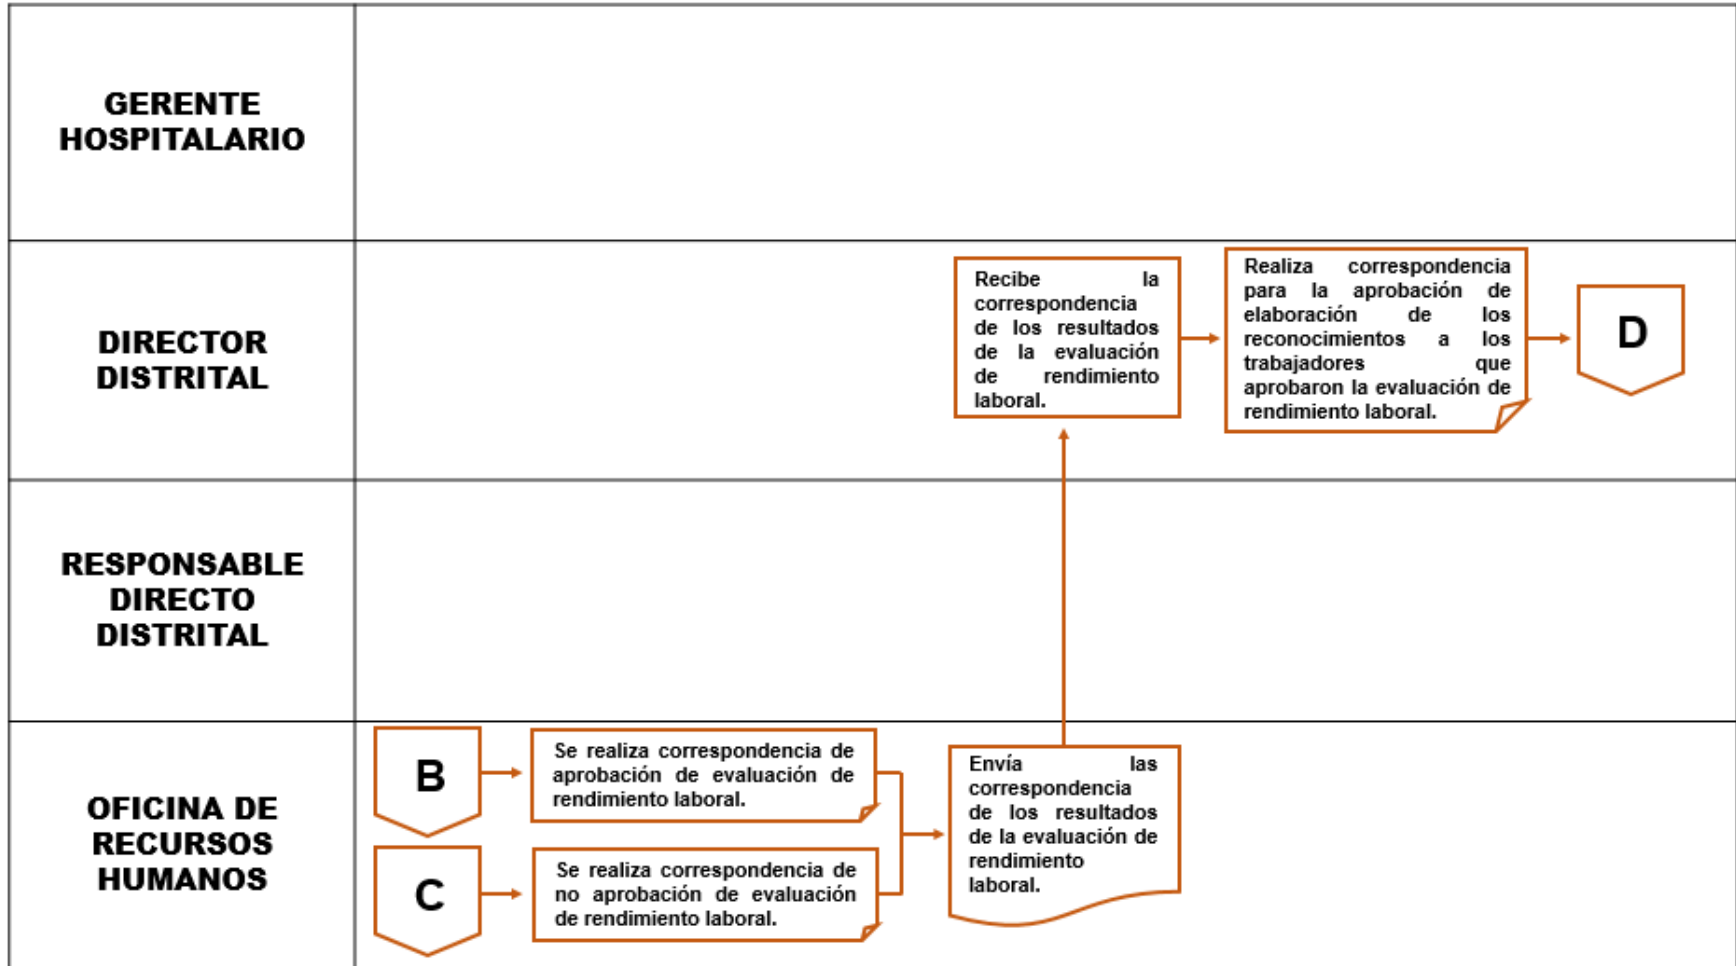 GERENTE
HOSPITALARIO
DIRECTOR
DISTRITAL
Recibe la
correspondencia
de los resultados
de la evaluación
de rendimiento
laboral.
Realiza correspondencia
para la aprobación de
elaboración de los
reconocimientos a los
trabajadores que
aprobaron la evaluación de
rendimiento laboral.
D
RESPONSABLE
DIRECTO
DISTRITAL
OFICINA DE
RECURSOS
HUMANOS
B
Se realiza correspondencia de
aprobación de evaluación de
rendimiento laboral.
C
Se realiza correspondencia de
no aprobación de evaluación
de rendimiento laboral.
Envía las
correspondencia
de los resultados
de la evaluación de
rendimiento
laboral.